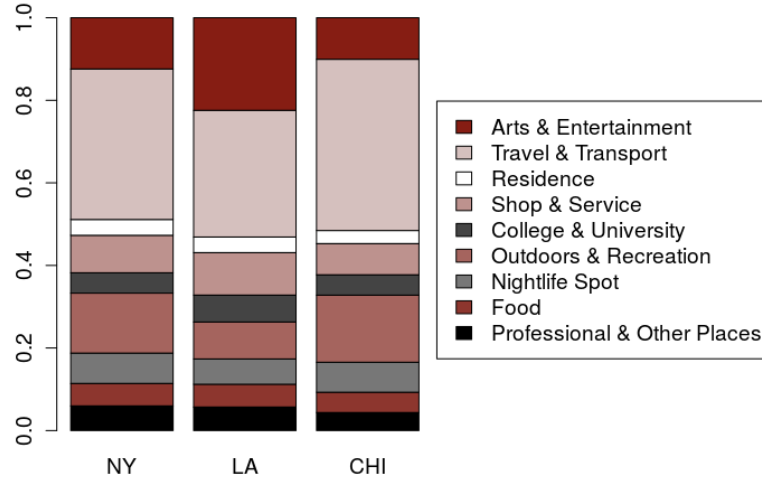 1.0
0.8
0.6
0.4
0.2
0.0
NY LA CHI
Arts & Entertainment
Travel & Transport
Residence
Shop & Service
College & University
Outdoors & Recreation
Nightlife Spot
Food
Professional & Other Places